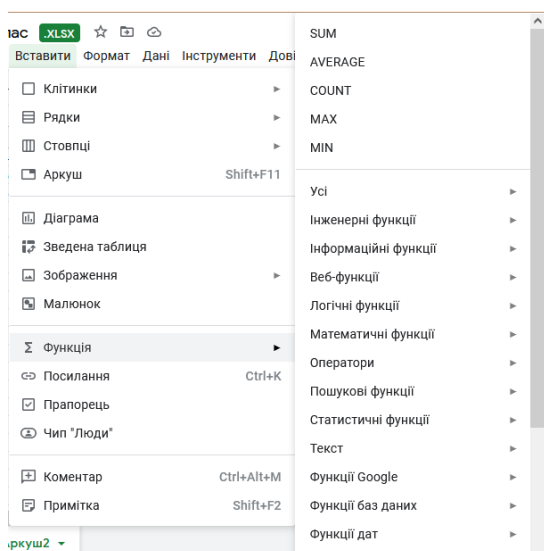 .XLSX
Вставити Формат Дані Інструменти
Клітинки
Рядки
Стовпці
Аркуш Shift+F11
Діаграма
Зведена таблиця
Зображення
Малюнок
Функція
Посилання Ctrl+K
Прапорець
Чип "Люди"
Коментар Ctrl+Alt+M
Примітка Shift+F2
Аркуш2
SUM
AVERAGE
COUNT
MAX
MIN
Усі
Інженерні функції
Інформаційні функції
Веб-функції
Логічні функції
Математичні функції
Оператори
Пошукові функції
Статистичні функції
Текст
Функції Google
Функції баз даних
Функції дат